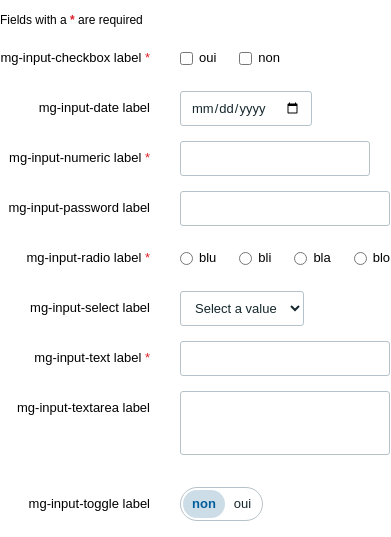 Fields with a * are required
mg-input-checkbox label * oui non
mg-input-date label mm/dd/yyyy
mg-input-numeric label *
mg-input-password label
mg-input-radio label * blu bli bla blo
mg-input-select label Select a value
mg-input-text label *
mg-input-textarea label
mg-input-toggle label non oui